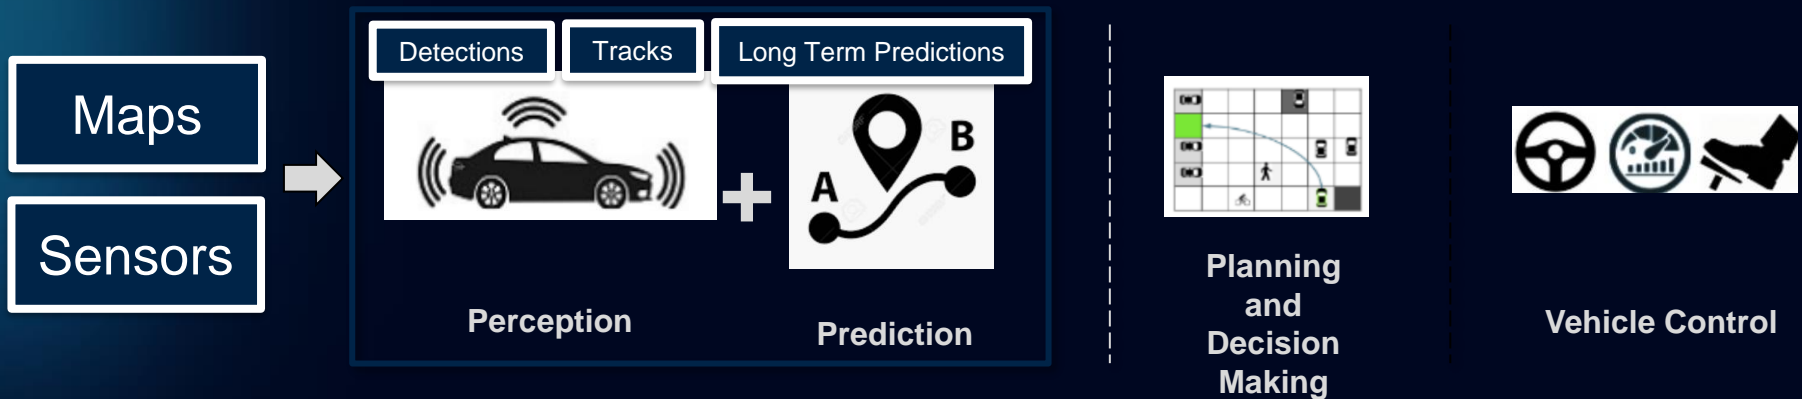 Maps
Sensors
Detections
Tracks
Long Term Predictions
A
B
Perception
Prediction
Planning
and
Decision
Making
Vehicle Control